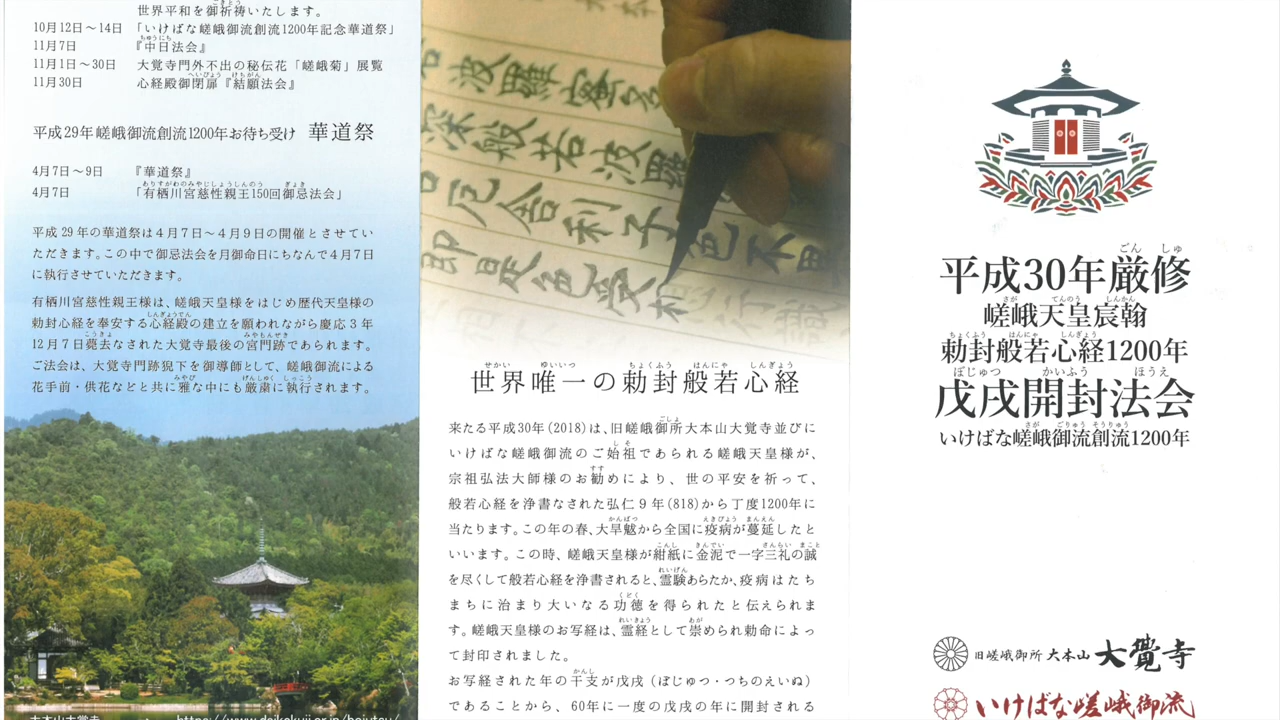 世界平和を御祈祷いたします。
10月12日～14日 「いけばな嵯峨御流創流1200年記念華道祭」
11月7日 『中日法会』
11月1日～30日 大覚寺門外不出の秘伝花「嵯峨菊」展覧
11月30日 心経殿御閉扉『結願法会』
平成29年嵯峨御流創流1200年お待ち受け 華道祭
4月7日～9日 『華道祭』
4月7日 「有栖川宮慈性親王150回御忌法会」
平成29年の華道祭は4月7日～4月9日の開催とさせてい
ただきます。この中で御忌法会を月御命日にちなんで4月7日
に執行させていただきます。
有栖川宮慈性親王様は、嵯峨天皇様をはじめ歴代天皇様の
勅封心経を奉安する心経殿の建立を願われながら慶応3年
12月7日薨去なされた大覚寺最後の宮門跡であられます。
ご法会は、大覚寺門跡猊下を御導師として、嵯峨御流による
花手前・供花などと共に雅な中にも厳粛に執行されます。
大本山大覚寺
https://www.daikakuji.or.jp/bojutsu/
若波羅蜜多
深般若波羅
苦厄舎利子色不異
即是色受想
世界唯一の勅封般若心経
来たる平成30年(2018)は、旧嵯峨御所大本山大覚寺並びに
いけばな嵯峨御流のご始祖であられる嵯峨天皇様が、
宗祖弘法大師様のお勧めにより、世の平安を祈って、
般若心経を浄書なされた弘仁9年(818)から丁度1200年に
当たります。この年の春、大旱魃から全国に疫病が蔓延したと
いいます。この時、嵯峨天皇様が紺紙に金泥で一字三礼の誠
を尽くして般若心経を浄書されると、霊験あらたか、疫病はたち
まちに治まり大いなる功徳を得られたと伝えられま
す。嵯峨天皇様のお写経は、霊経として崇められ勅命によっ
て封印されました。
お写経された年の干支が戊戌(ぼじゅつ・つちのえいぬ)
であることから、60年に一度の戊戌の年に開封される
平成30年厳修
嵯峨天皇宸翰
勅封般若心経1200年
戊戌開封法会
いけばな嵯峨御流創流1200年
旧嵯峨御所 大本山 大覺寺
いけばな嵯峨御流